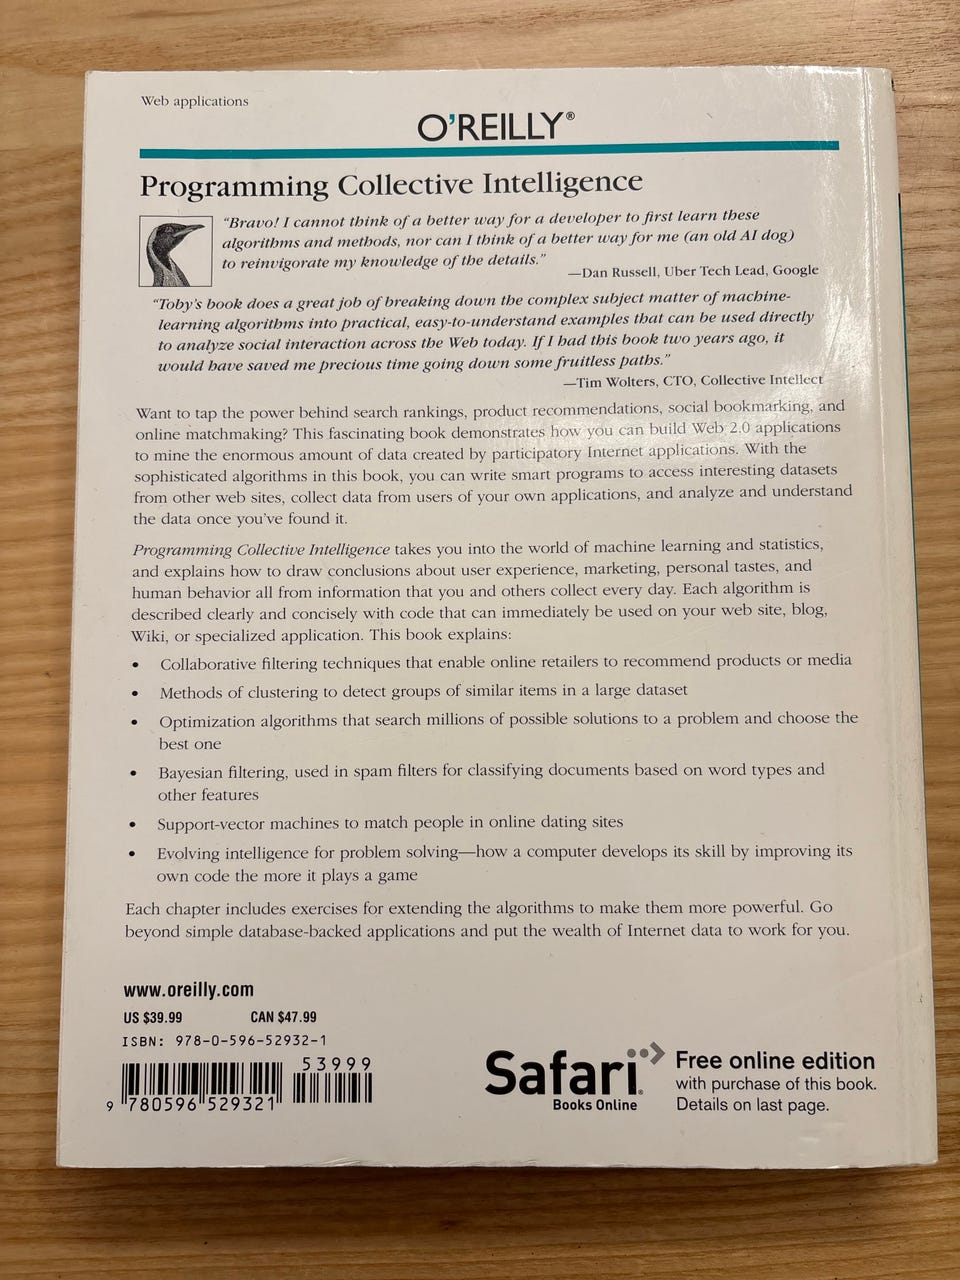 Web applications
O'REILLY®
Programming Collective Intelligence
“Bravo! I cannot think of a better way for a developer to first learn these
algorithms and methods, nor can I think of a better way for me (an old AI dog)
to reinvigorate my knowledge of the details.”
—Dan Russell, Uber Tech Lead, Google
“Toby’s book does a great job of breaking down the complex subject matter of machine-
learning algorithms into practical, easy-to-understand examples that can be used directly
to analyze social interaction across the Web today. If I had this book two years ago, it
would have saved me precious time going down some fruitless paths.”
—Tim Wolters, CTO, Collective Intellect
Want to tap the power behind search rankings, product recommendations, social bookmarking, and
online matchmaking? This fascinating book demonstrates how you can build Web 2.0 applications
to mine the enormous amount of data created by participatory Internet applications. With the
sophisticated algorithms in this book, you can write smart programs to access interesting datasets
from other web sites, collect data from users of your own applications, and analyze and understand
the data once you’ve found it.
Programming Collective Intelligence takes you into the world of machine learning and statistics,
and explains how to draw conclusions about user experience, marketing, personal tastes, and
human behavior all from information that you and others collect every day. Each algorithm is
described clearly and concisely with code that can immediately be used on your web site, blog,
Wiki, or specialized application. This book explains:
• Collaborative filtering techniques that enable online retailers to recommend products or media
• Methods of clustering to detect groups of similar items in a large dataset
• Optimization algorithms that search millions of possible solutions to a problem and choose the
best one
• Bayesian filtering, used in spam filters for classifying documents based on word types and
other features
• Support-vector machines to match people in online dating sites
• Evolving intelligence for problem solving—how a computer develops its skill by improving its
own code the more it plays a game
Each chapter includes exercises for extending the algorithms to make them more powerful. Go
beyond simple database-backed applications and put the wealth of Internet data to work for you.
www.oreilly.com
US $39.99 CAN $47.99
ISBN: 978-0-596-52932-1
53999
9 780596 529321
Safari®
Books Online
Free online edition
with purchase of this book.
Details on last page.